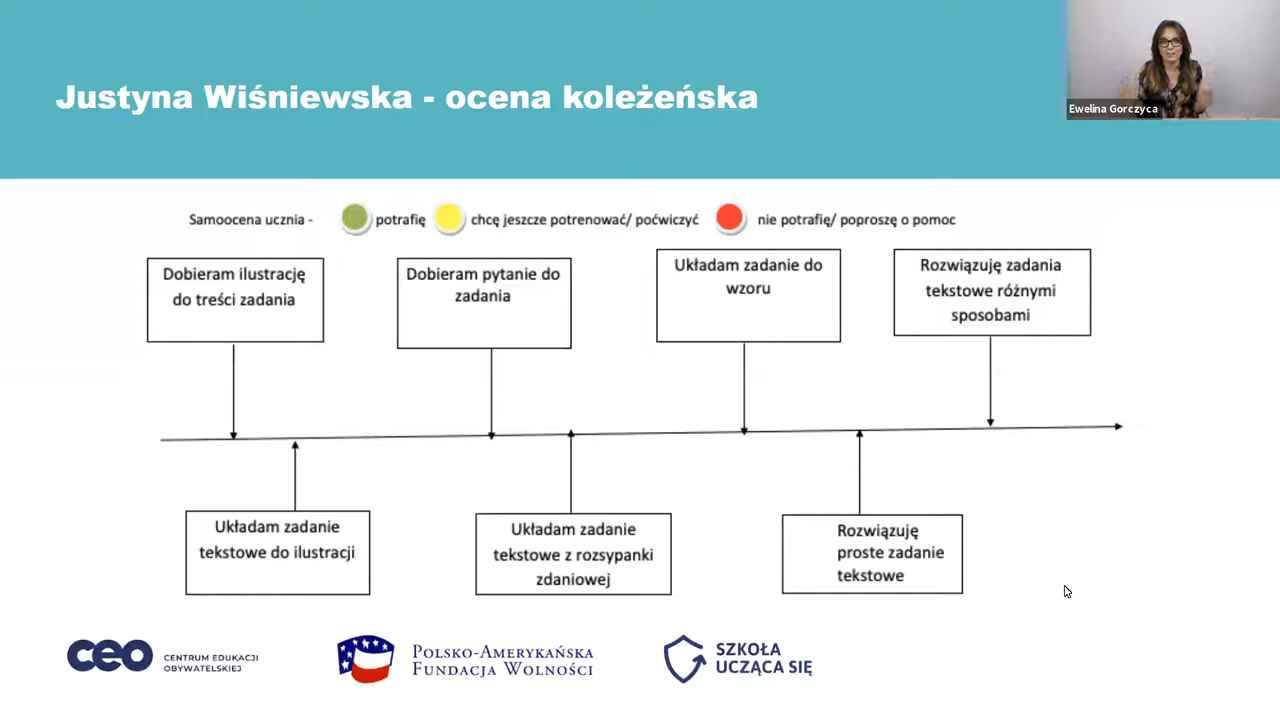 Justyna Wiśniewska - ocena koleżeńska
Ewelina Gorczyca
Samoocena ucznia - potrafię chcę jeszcze potrenować/ poćwiczyć nie potrafię/ poproszę o pomoc
Dobieram ilustrację
do treści zadania
Dobieram pytanie do
zadania
Układam zadanie do
wzoru
Rozwiązuję zadania
tekstowe różnymi
sposobami
Układam zadanie
tekstowe do ilustracji
Układam zadanie
tekstowe z rozsypanki
zdaniowej
Rozwiązuję
proste zadanie
tekstowe
ceo
CENTRUM EDUKACJI
OBYWATELSKIEJ
POLSKO-AMERYKAŃSKA
FUNDACJA WOLNOŚCI
SZKOŁA
UCZĄCA SIĘ